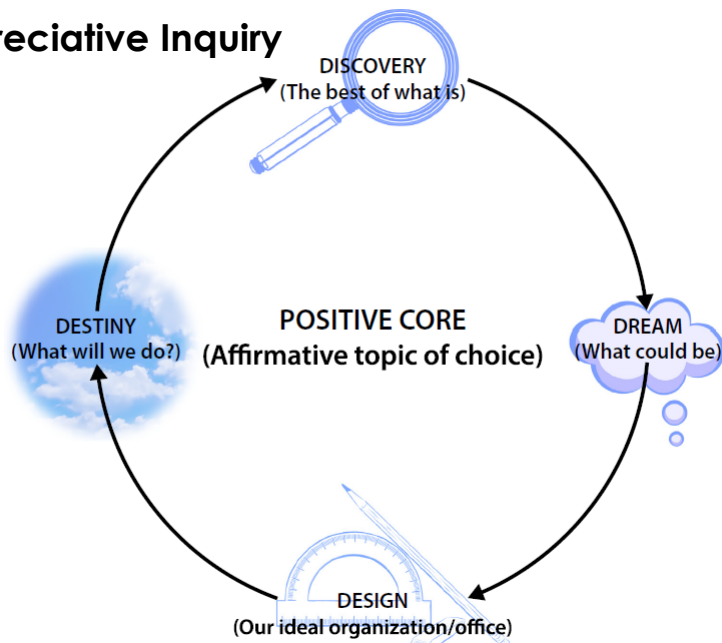 reciative Inquiry
DISCOVERY
(The best of what is)
DREAM
(What could be)
DESIGN
(Our ideal organization/office)
DESTINY
(What will we do?)
POSITIVE CORE
(Affirmative topic of choice)